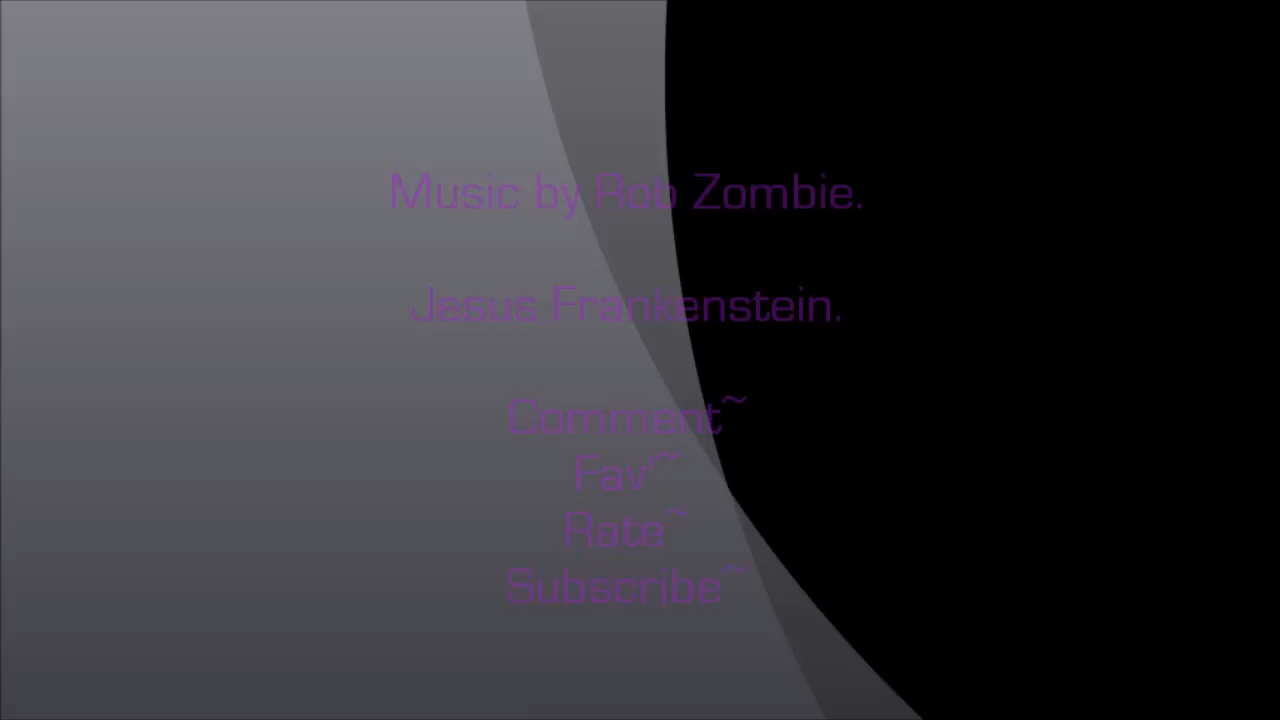 Music by Rob Zombie.
Jesus Frankenstein.
Comment~
Fav~
Rate~
Subscribe~